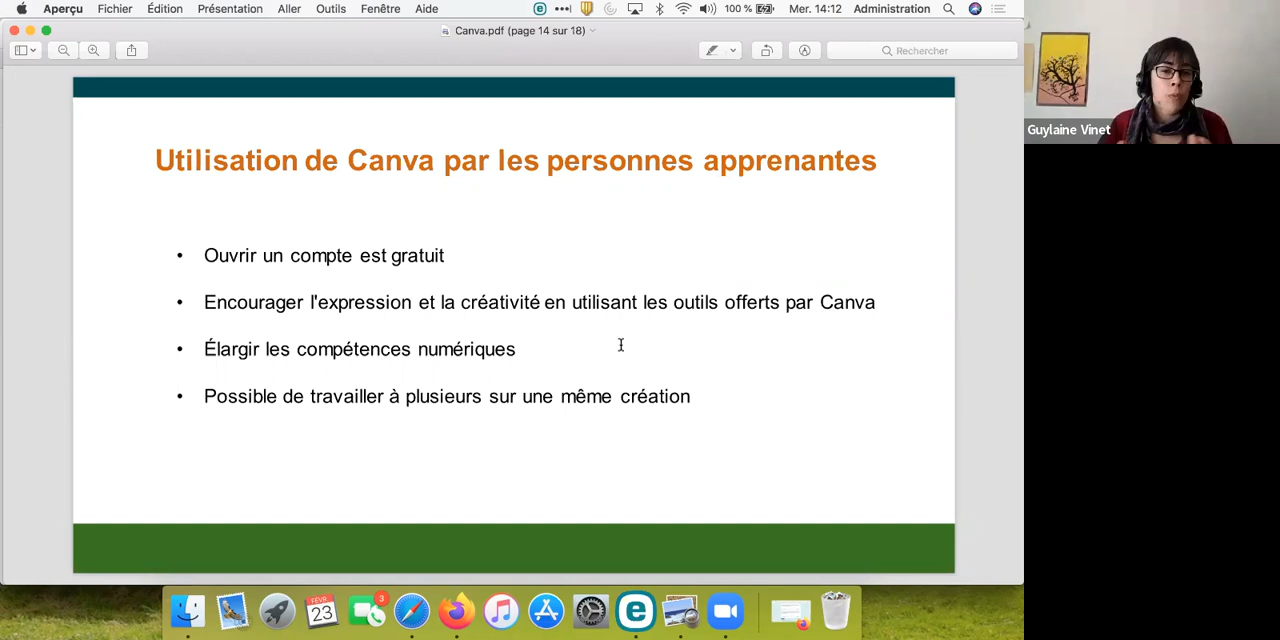 Aperçu Fichier Édition Présentation Aller Outils Fenêtre Aide 100 % Mer. 14:12 Administration
Canva.pdf (page 14 sur 18)
Rechercher
Guylaine Vinet
Utilisation de Canva par les personnes apprenantes
• Ouvrir un compte est gratuit
• Encourager l'expression et la créativité en utilisant les outils offerts par Canva
• Élargir les compétences numériques
• Possible de travailler à plusieurs sur une même création
FÉVR.
23
3